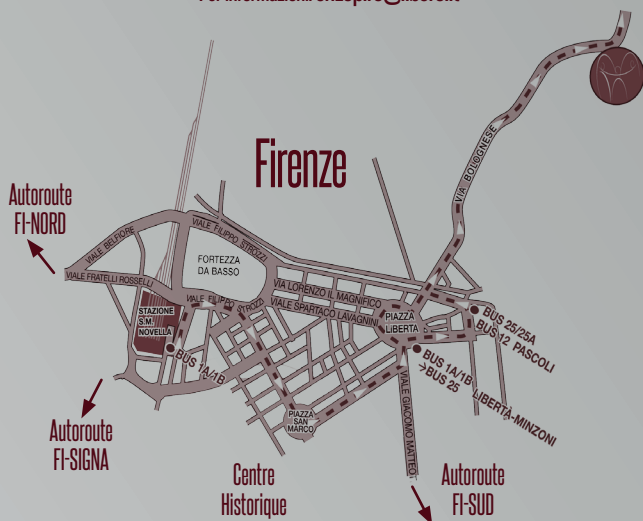 Firenze
Autoroute
FI-NORD
VIA BOLOGNESE
VIALE BELFIORE
VIALE FILIPPO STROZZI
FORTEZZA
DA BASSO
VIALE FRATELLI ROSSELLI
VIALE FILIPPO STROZZI
VIA LORENZO IL MAGNIFICO
VIALE SPARTACO LAVAGNINI
PIAZZA
LIBERTA
STAZIONE
S.M.
NOVELLA
BUS 1A/1B
BUS 25/25A
BUS 12 PASCOLI
BUS 1A/1B LIBERTÀ-MINZONI
→BUS 25
VIALE GIACOMO MATTEO
PIAZZA
SAN
MARCO
Autoroute
FI-SIGNA
Centre
Historique
Autoroute
FI-SUD